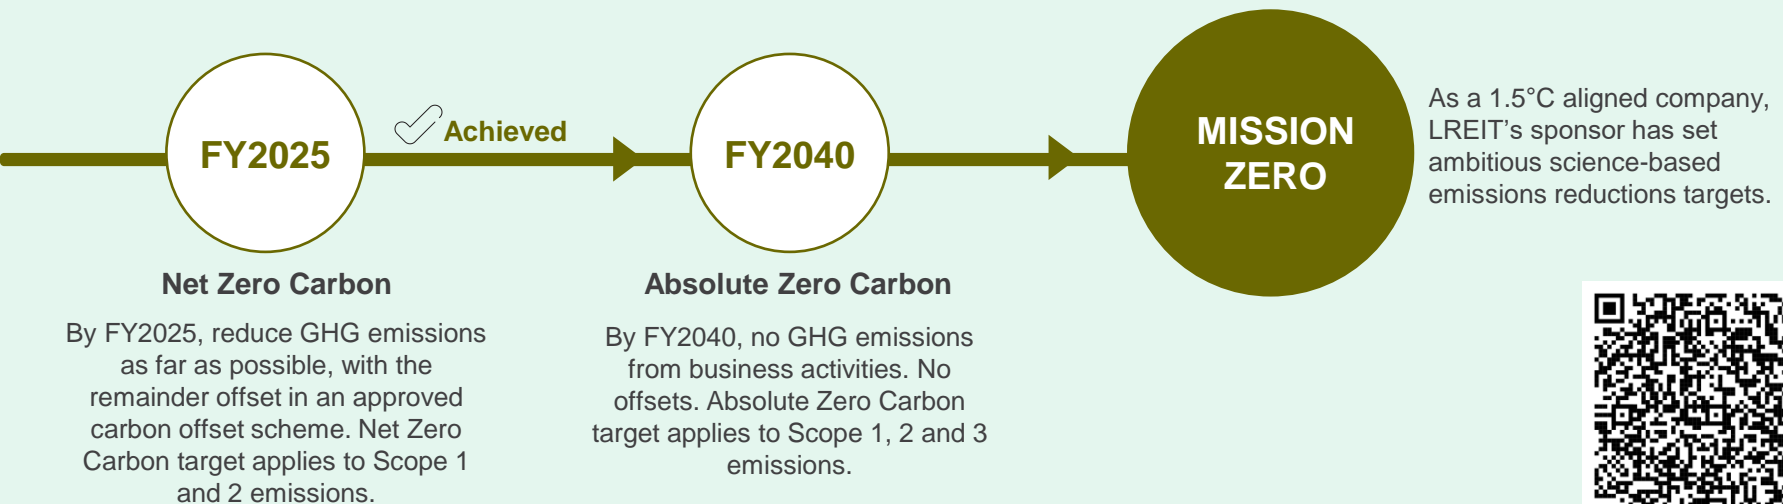 FY2025
Achieved
FY2040
MISSION
ZERO
As a 1.5°C aligned company,
LREIT’s sponsor has set
ambitious science-based
emissions reductions targets.
Net Zero Carbon
By FY2025, reduce GHG emissions
as far as possible, with the
remainder offset in an approved
carbon offset scheme. Net Zero
Carbon target applies to Scope 1
and 2 emissions.
Absolute Zero Carbon
By FY2040, no GHG emissions
from business activities. No
offsets. Absolute Zero Carbon
target applies to Scope 1, 2 and 3
emissions.